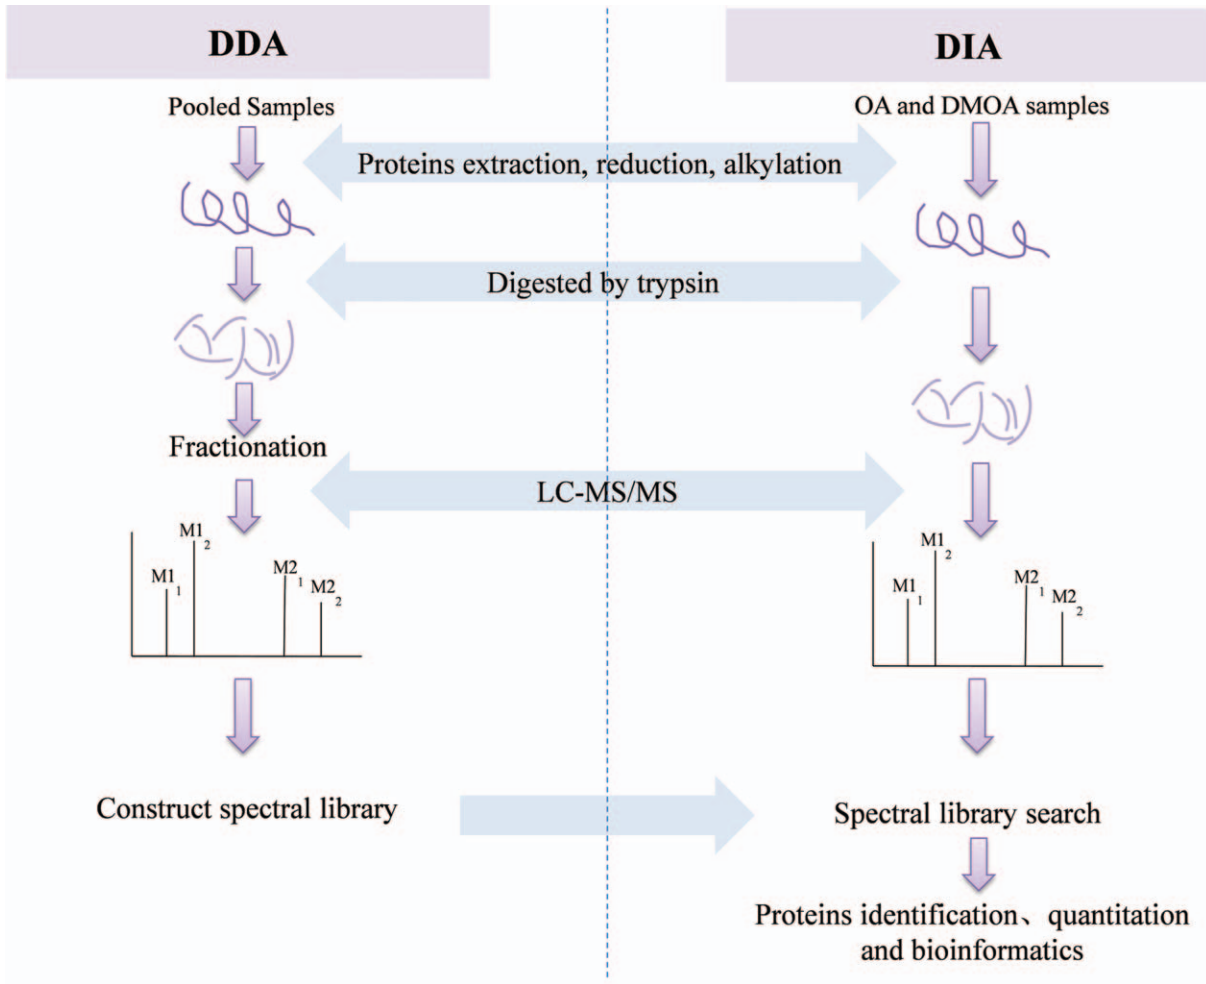 DDA
DIA
Pooled Samples
OA and DMOA samples
Proteins extraction, reduction, alkylation
Digested by trypsin
Fractionation
LC-MS/MS
M1 1
M1 2
M2 1
M2 2
M1 1
M1 2
M2 1
M2 2
Construct spectral library
Spectral library search
Proteins identification、quantitation
and bioinformatics